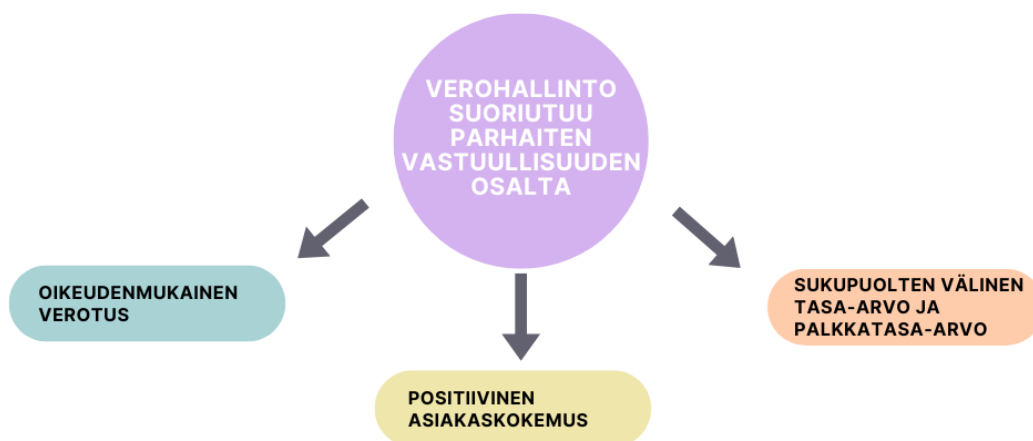 VEROHALLINTO
SUORIUTUU
PARHAITEN
VASTUULLISUUDEN
OSALTA
OIKEUDENMUKAINEN
VEROTUS
POSITIIVINEN
ASIAKASKOKEMUS
SUKUPUOLTEN VÄLINEN
TASA-ARVO JA
PALKKATASA-ARVO